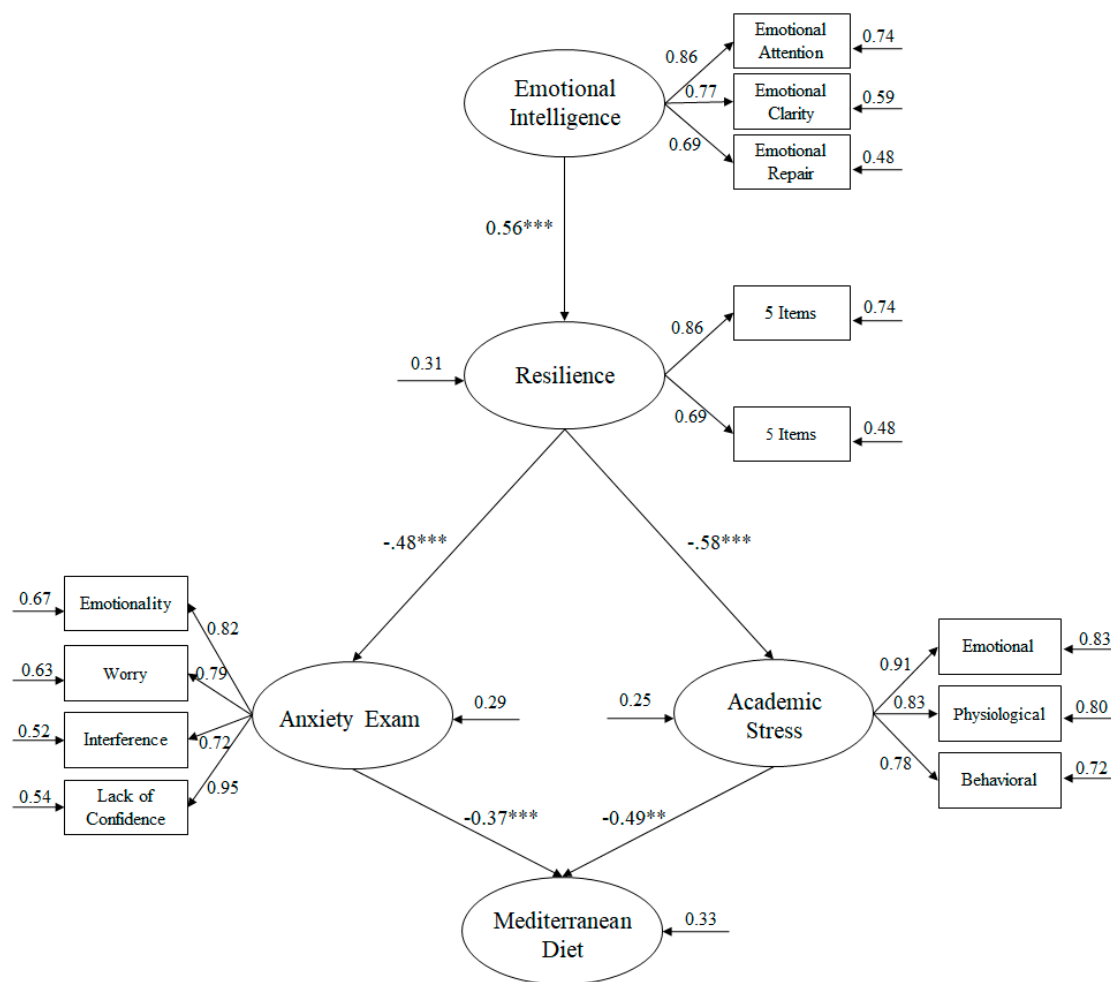 Emotional
Attention
0.74
0.86
Emotional
Intelligence
0.77
Emotional
Clarity
0.59
0.69
Emotional
Repair
0.48
0.56***
5 Items
0.74
0.86
0.31
Resilience
0.69
5 Items
0.48
-.48***
-.58***
0.67
Emotionality
0.82
0.63
Worry
0.79
0.52
Interference
0.72
0.54
Lack of
Confidence
0.95
Anxiety Exam
0.29
0.25
Academic
Stress
0.91
Emotional
0.83
0.83
Physiological
0.80
0.78
Behavioral
0.72
-0.37***
-0.49**
Mediterranean
Diet
0.33